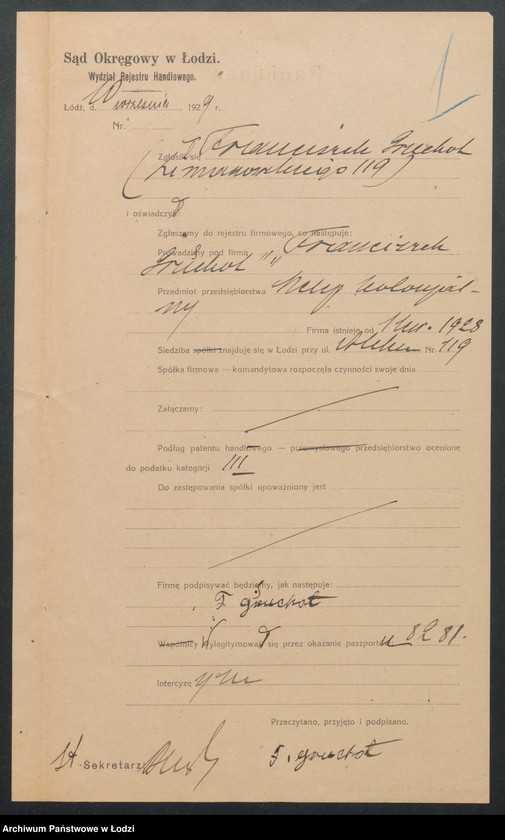 Sąd Okręgowy w Łodzi.
Wydział Rejestru Handlowego.
Łódź, d. 10 września 1929 r.
Nr.
1
Zgłosił się Franciszek Gruchot
119)
i oświadczył:
Zgłaszamy do rejestru firmowego, co następuje:
Prowadzimy pod firmą „Franciszek
Gruchot"
Przedmiot przedsiębiorstwa sklep kolonjal-
ny
Firma istnieje od 1928
Siedziba spółki znajduje się w Łodzi przy ul. Nr. 119
Spółka firmowa — komandytowa rozpoczęła czynności swoje dnia
Załączamy:
Podług patentu handlowego — przemysłowego przedsiębiorstwo ocenione
do podatku kategorji III
Do zastępowania spółki upoważniony jest
Firmę podpisywać będziemy, jak następuje:
F gruchot
Wspólnicy wylegitymowali się przez okazanie paszportu 8281.
Intercyzę
Przeczytano, przyjęto i podpisano.
St. Sekretarz:
F. gruchot
Archiwum Państwowe w Łodzi